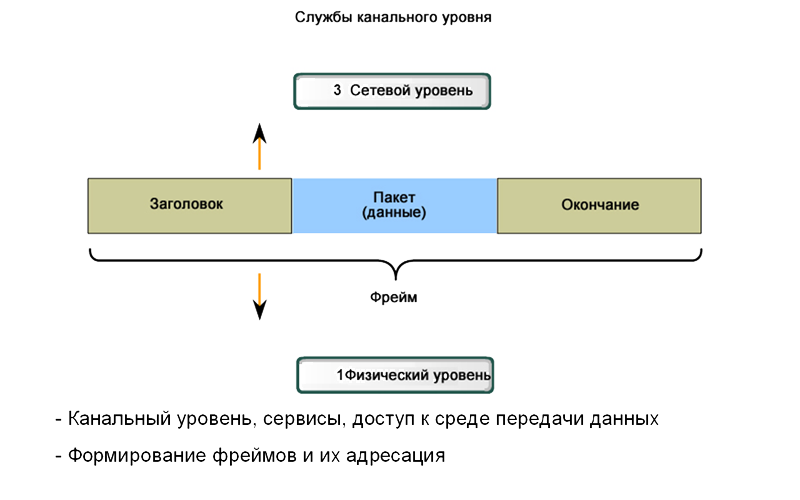 Службы канального уровня
3 Сетевой уровень
Заголовок
Пакет
(данные)
Окончание
Фрейм
1Физический уровень
- Канальный уровень, сервисы, доступ к среде передачи данных
- Формирование фреймов и их адресация